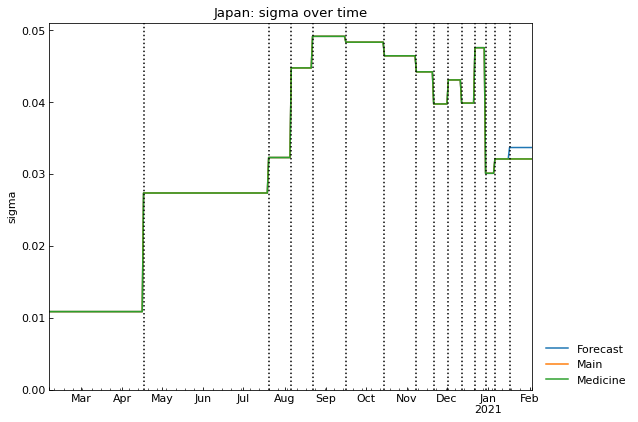 Japan: sigma over time
0.05
0.04
0.03
0.02
0.01
0.00
sigma
Mar Apr May Jun Jul Aug Sep Oct Nov Dec Jan Feb
2021
Forecast
Main
Medicine